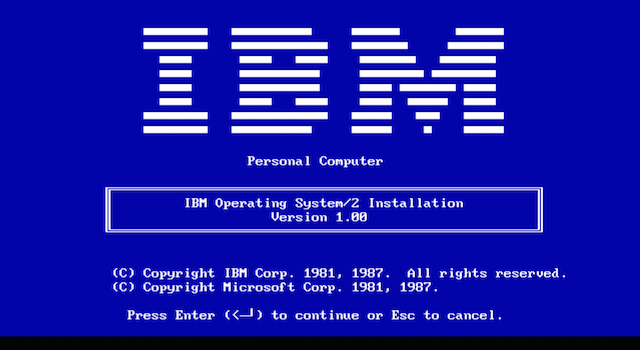 IBM
Personal Computer
IBM Operating System/2 Installation
Version 1.00
(C) Copyright IBM Corp. 1981, 1987.  All rights reserved.
(C) Copyright Microsoft Corp. 1981, 1987.
Press Enter (<─┘) to continue or Esc to cancel.